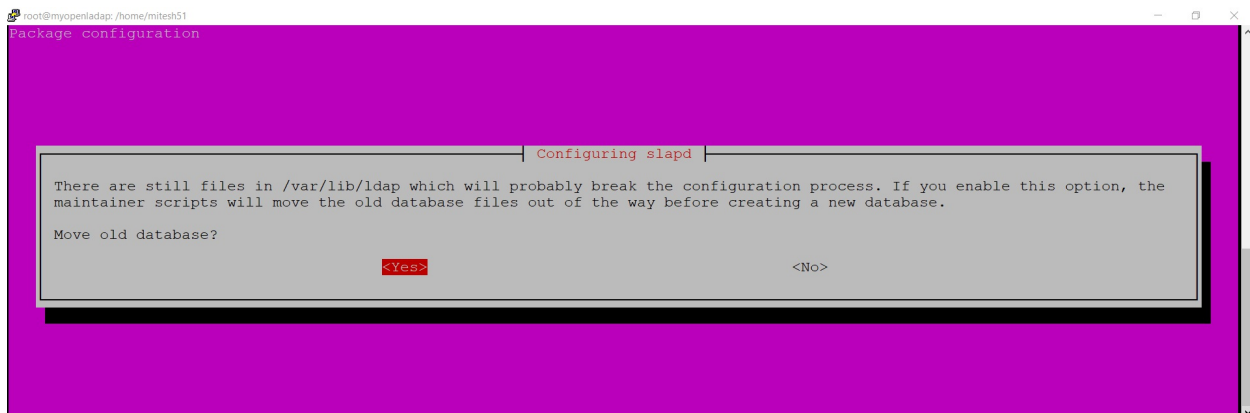 root@myopenladap: /home/mitesh51
Package configuration
Configuring slapd
There are still files in /var/lib/ldap which will probably break the configuration process. If you enable this option, the
maintainer scripts will move the old database files out of the way before creating a new database.
Move old database?
<Yes> <No>